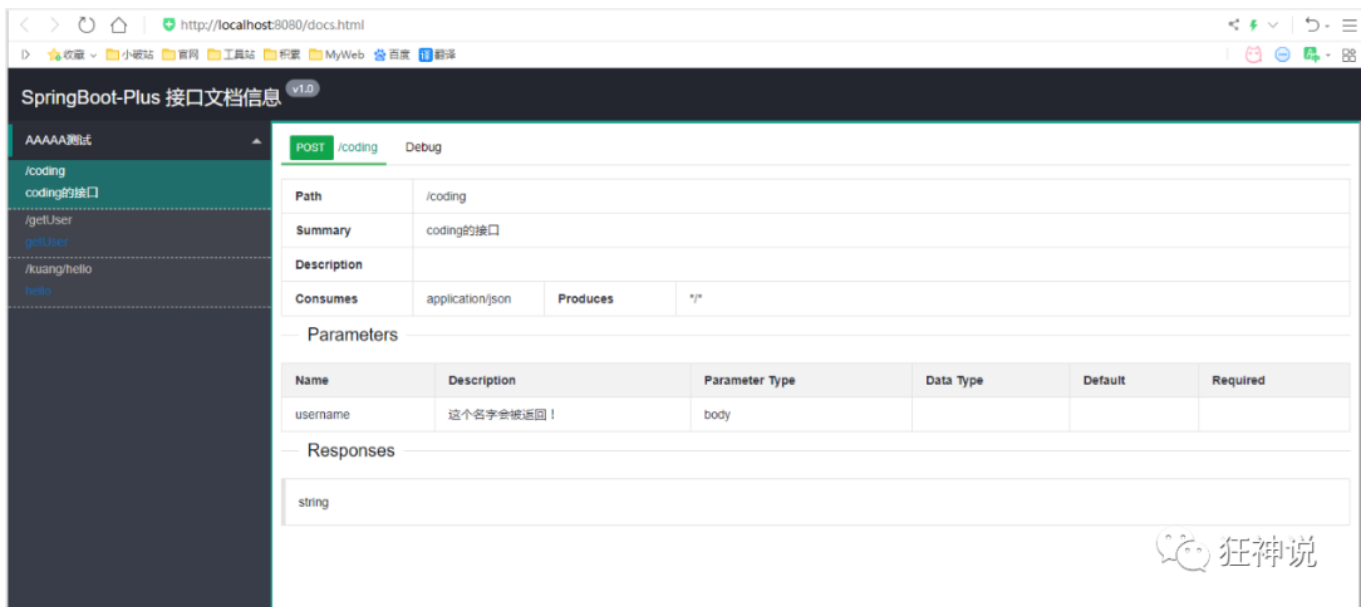 http://localhost:8080/docs.html
收藏 小破站 官网 工具站 积累 MyWeb 百度 译 翻译
SpringBoot-Plus 接口文档信息 v1.0
AAAAA测试
/coding
coding的接口
/getUser
getUser
/kuang/hello
hello
POST /coding Debug
Path /coding
Summary coding的接口
Description
Consumes application/json Produces */*
Parameters
Name Description Parameter Type Data Type Default Required
username 这个名字会被返回！ body
Responses
string
狂神说